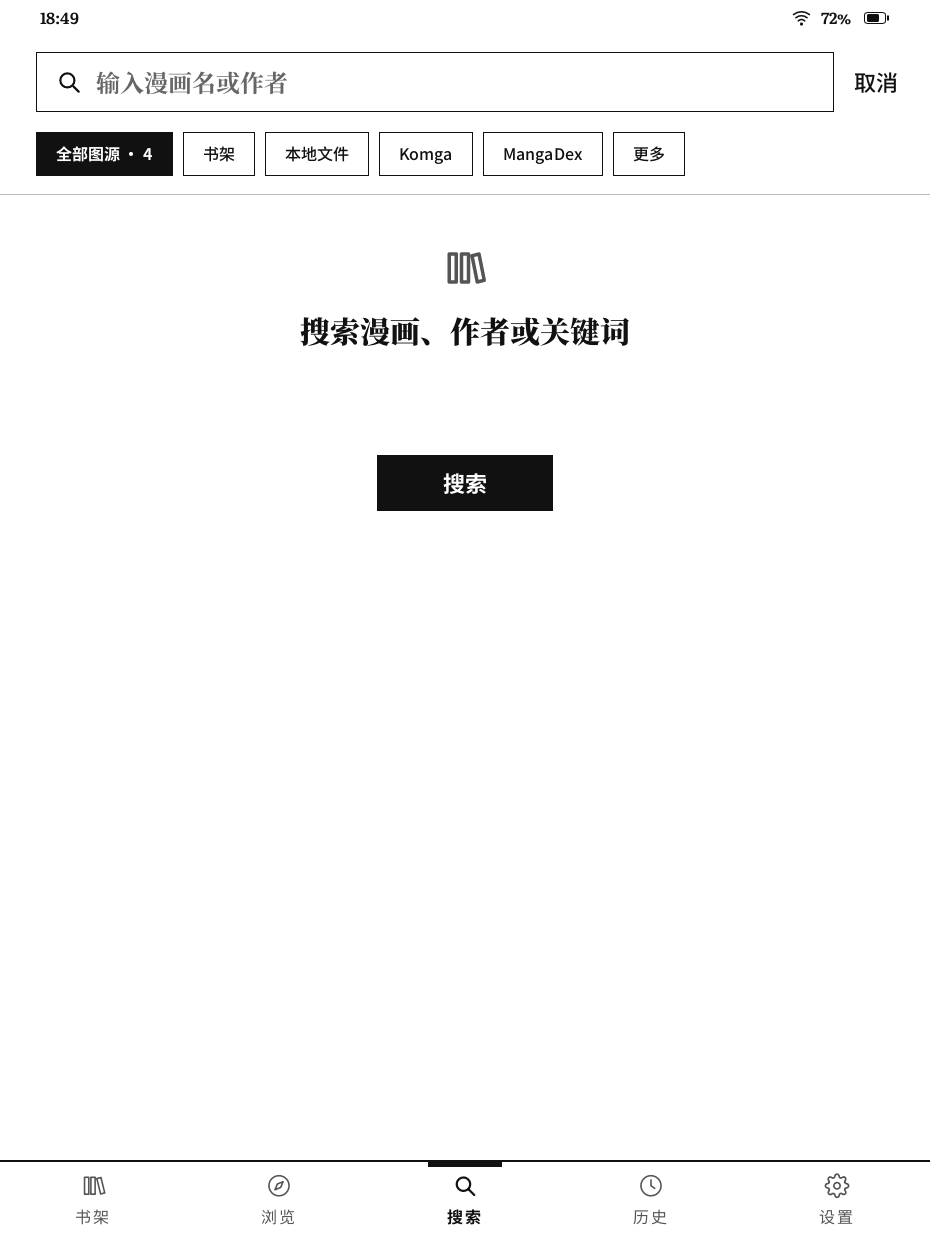 18:49 72%
输入漫画名或作者 取消
全部图源 · 4 书架 本地文件 Komga MangaDex 更多
搜索漫画、作者或关键词
搜索
书架 浏览 搜索 历史 设置